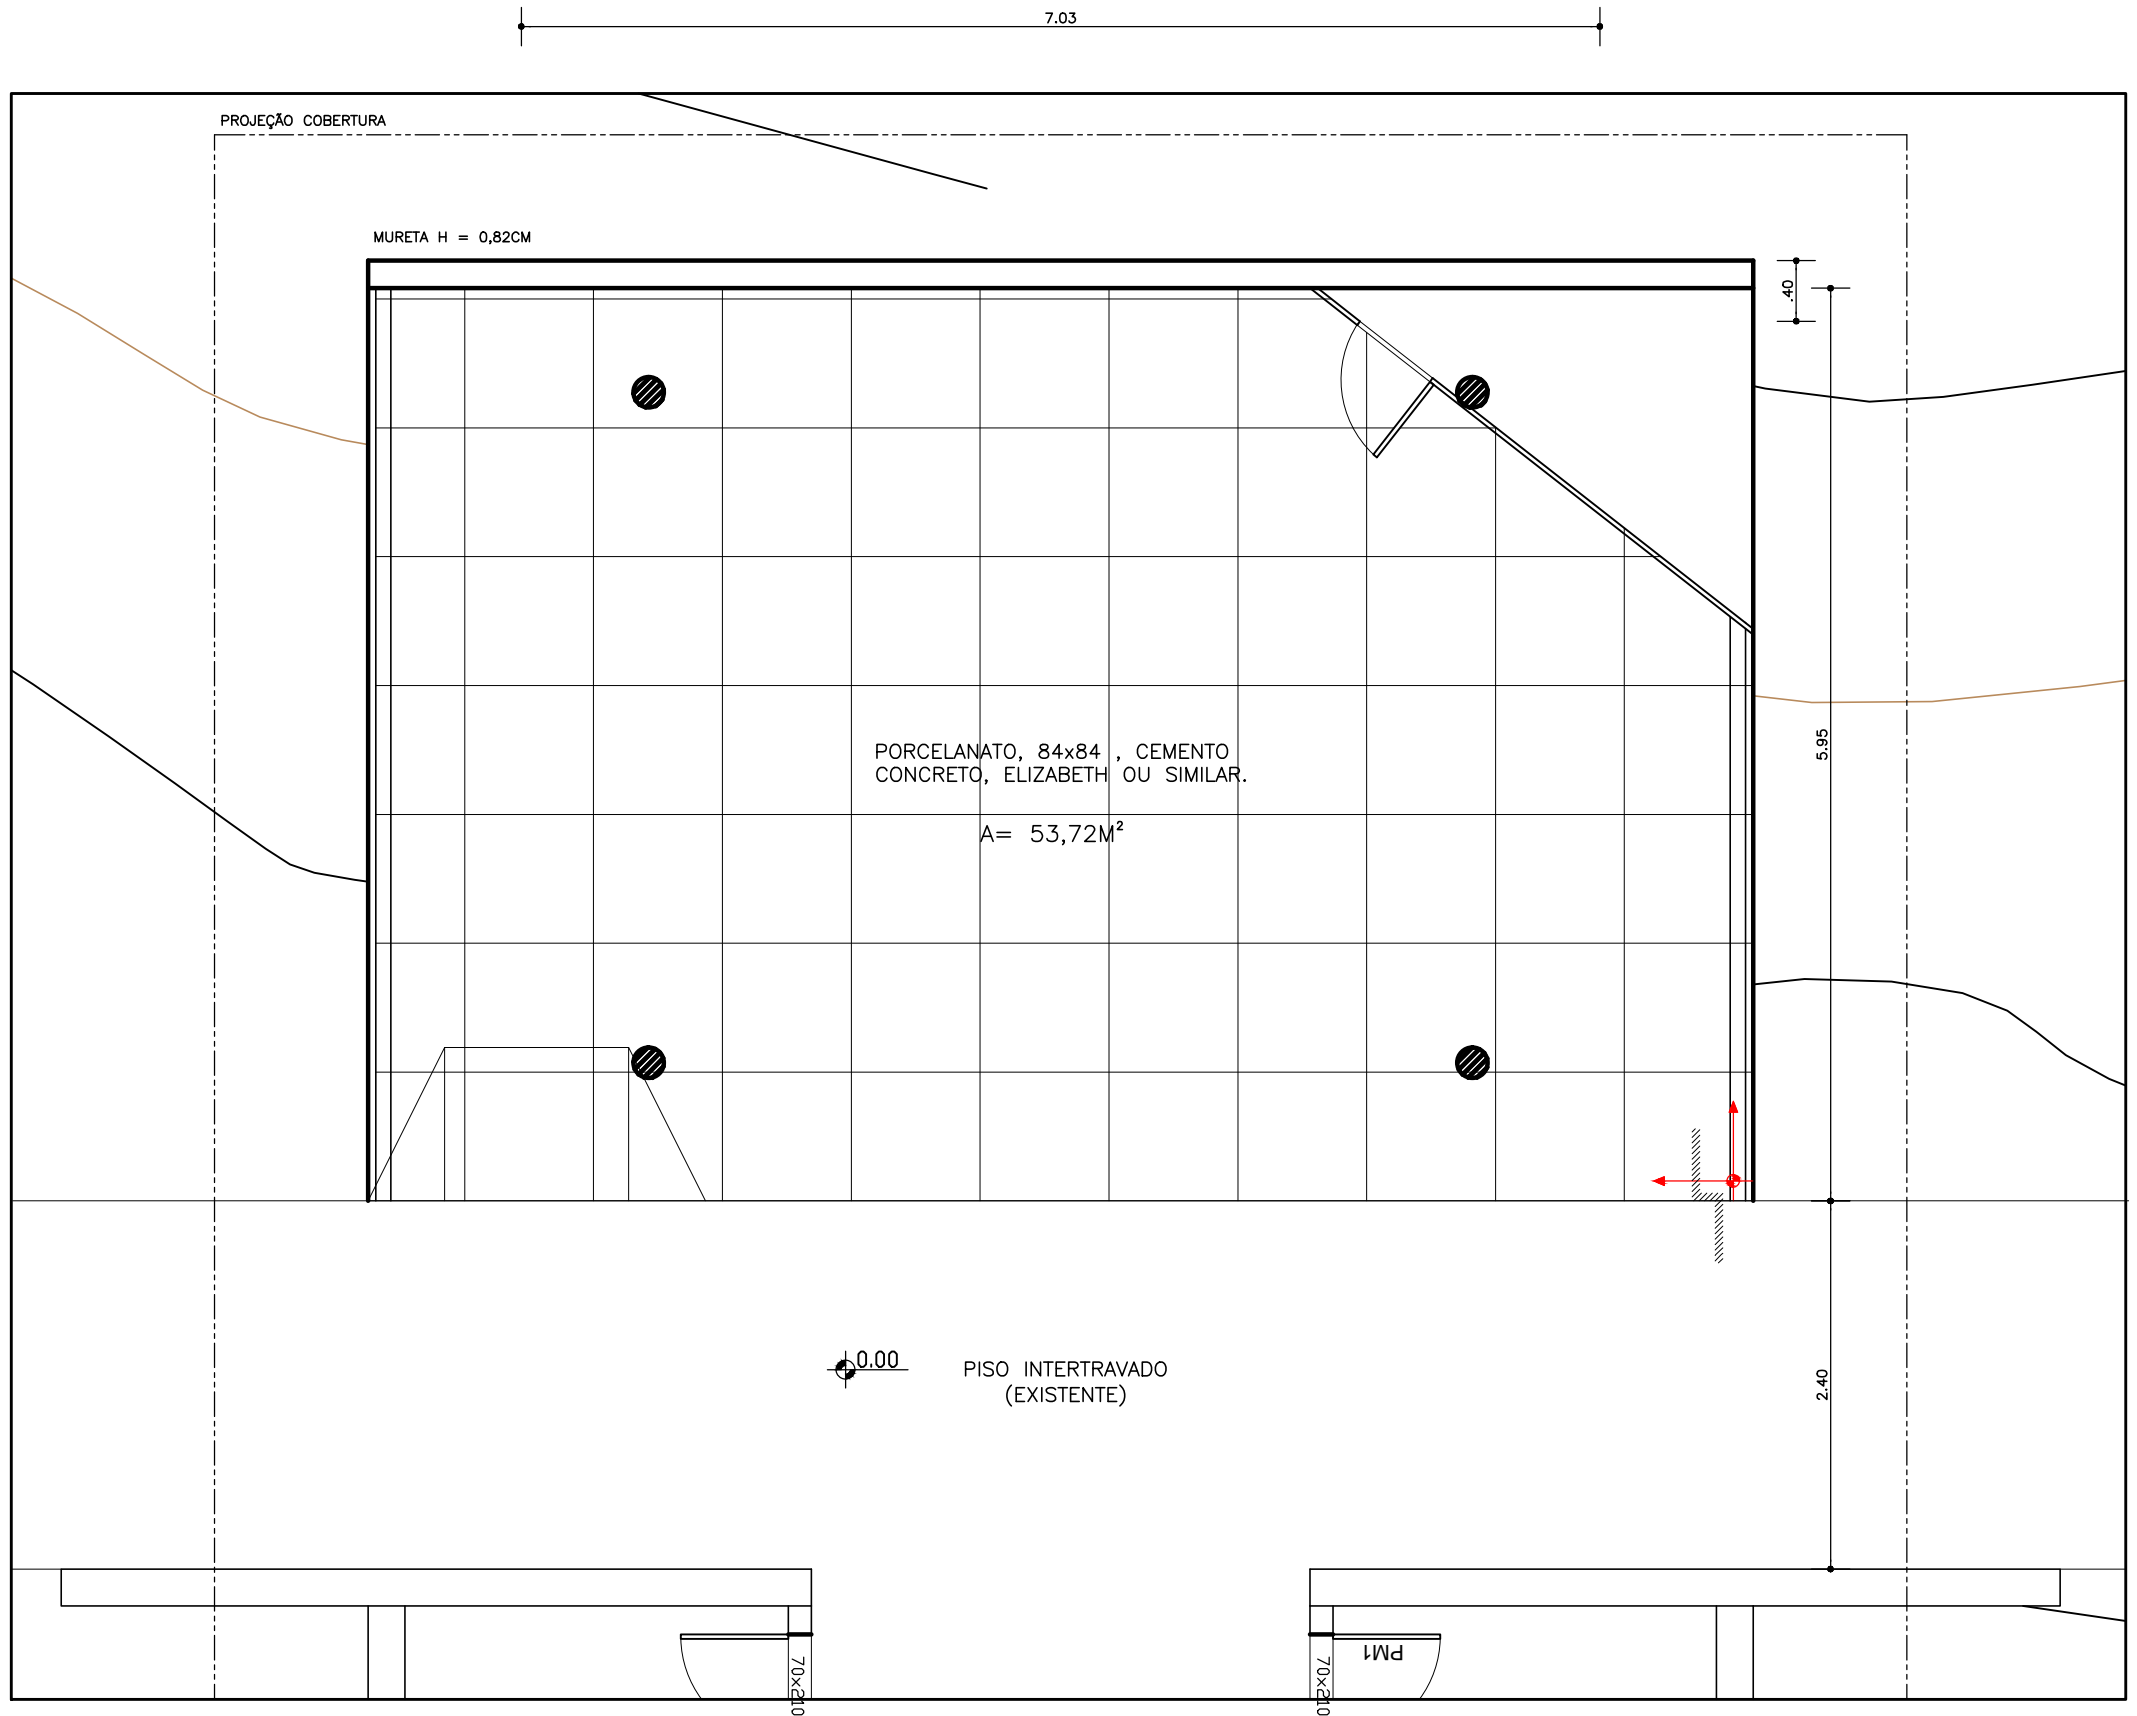 7.03
PROJEÇÃO COBERTURA
MURETA H = 0,82CM
.40
5.95
PORCELANATO, 84x84 , CEMENTO
CONCRETO, ELIZABETH OU SIMILAR.
A= 53,72M²
0.00
PISO INTERTRAVADO
(EXISTENTE)
2.40
PM1
70x210
70x210